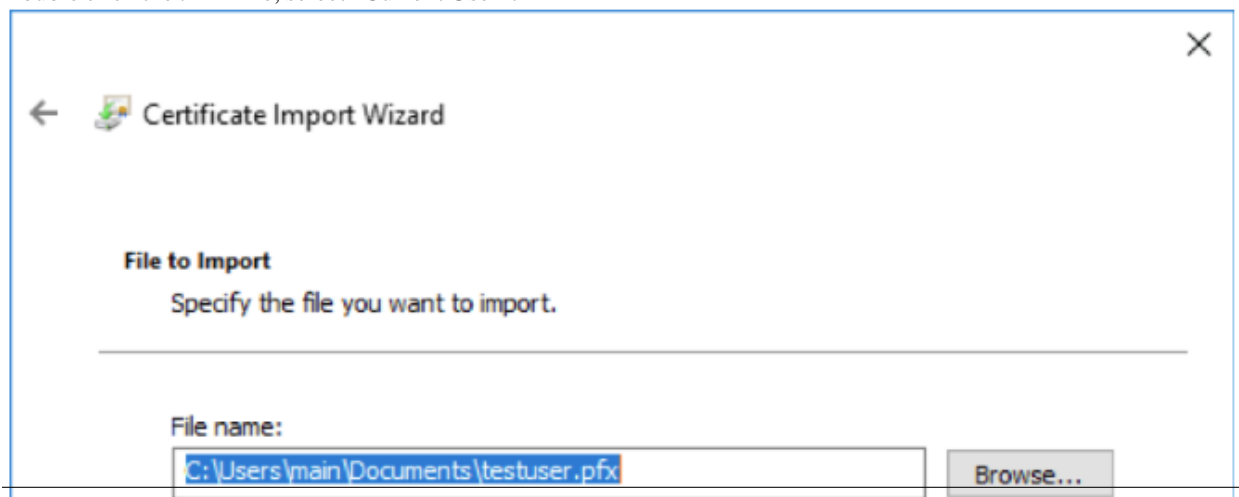 Certificate Import Wizard
File to Import
Specify the file you want to import.
File name:
C:\Users\main\Documents\testuser.pfx
Browse...